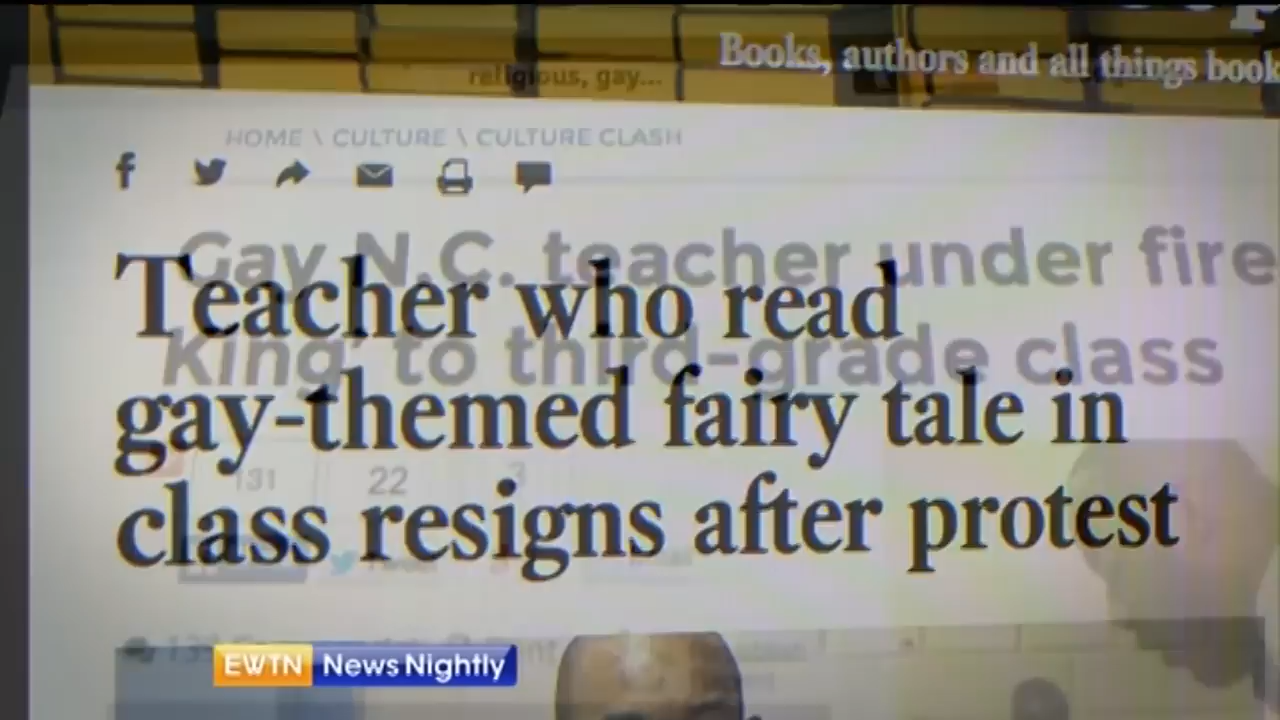 Books, authors and all things book
religious, gay...
HOME \ CULTURE \ CULTURE CLASH
Gay N.C. teacher under fire
Teacher who read
King' to third-grade class
gay-themed fairy tale in
131 22 3
class resigns after protest
EWTN News Nightly